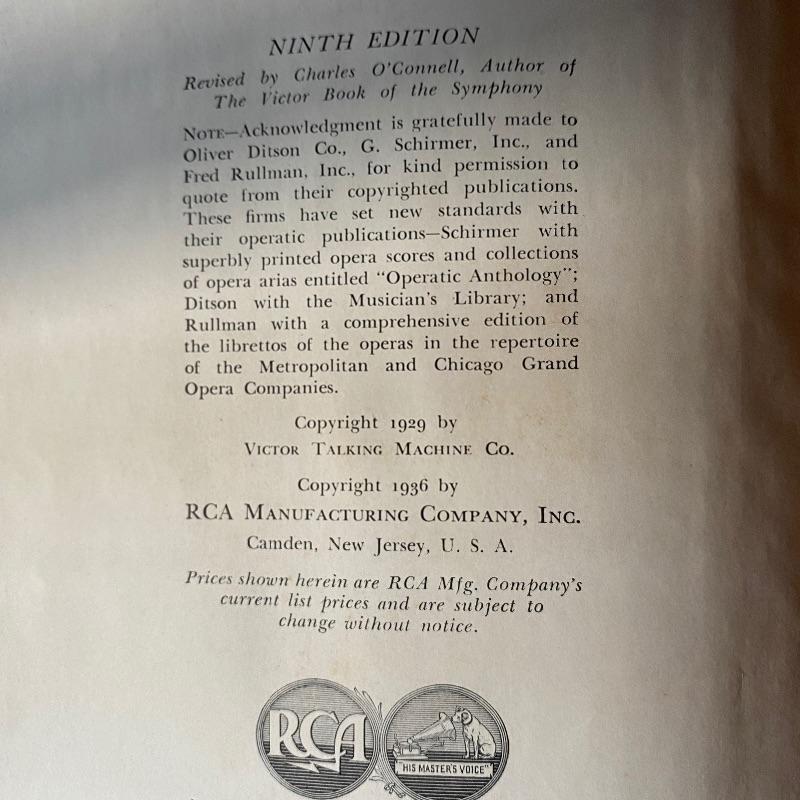 NINTH EDITION
Revised by Charles O'Connell, Author of
The Victor Book of the Symphony
NOTE—Acknowledgment is gratefully made to
Oliver Ditson Co., G. Schirmer, Inc., and
Fred Rullman, Inc., for kind permission to
quote from their copyrighted publications.
These firms have set new standards with
their operatic publications—Schirmer with
superbly printed opera scores and collections
of opera arias entitled "Operatic Anthology";
Ditson with the Musician's Library; and
Rullman with a comprehensive edition of
the librettos of the operas in the repertoire
of the Metropolitan and Chicago Grand
Opera Companies.
Copyright 1929 by
VICTOR TALKING MACHINE CO.
Copyright 1936 by
RCA MANUFACTURING COMPANY, INC.
Camden, New Jersey, U. S. A.
Prices shown herein are RCA Mfg. Company's
current list prices and are subject to
change without notice.
RCA
"HIS MASTER'S VOICE"